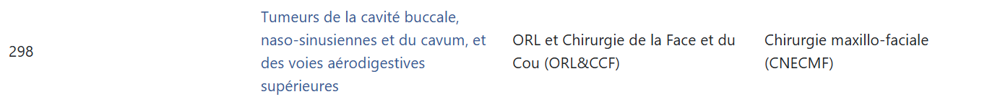 298
Tumeurs de la cavité buccale,
naso-sinusiennes et du cavum, et
des voies aérodigestives
supérieures
ORL et Chirurgie de la Face et du
Cou (ORL&CCF)
Chirurgie maxillo-faciale
(CNECMF)